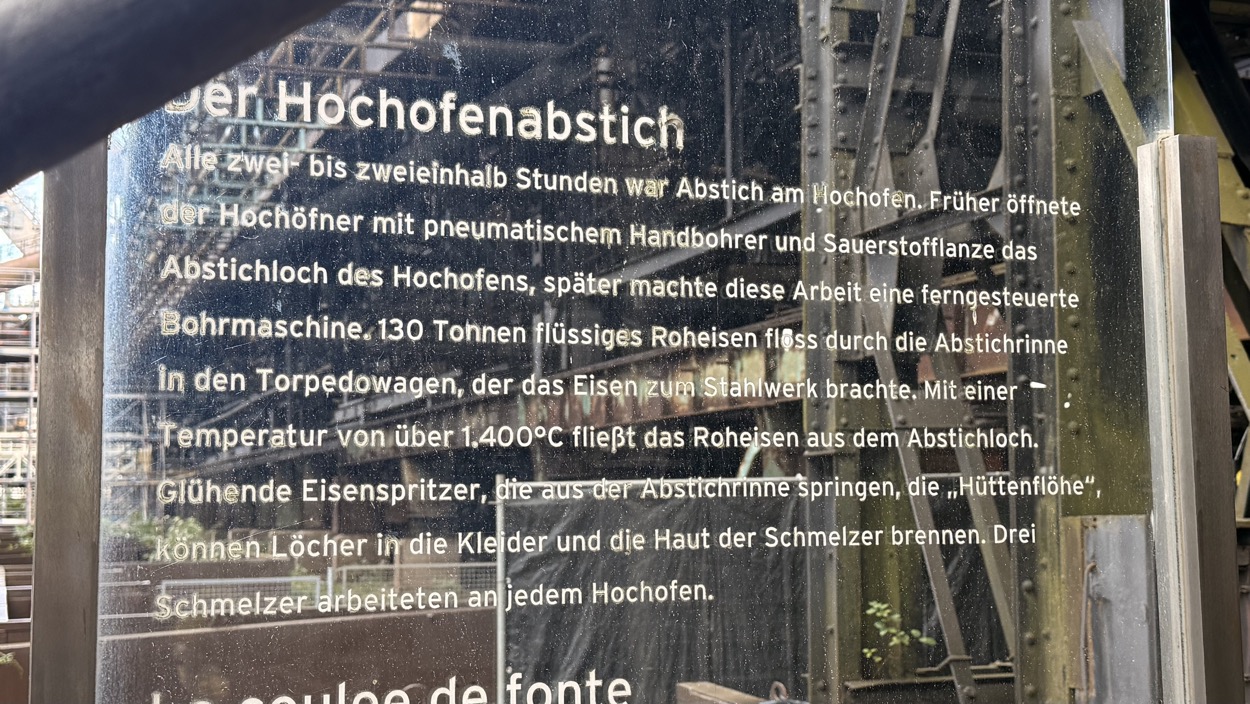 Der Hochofenabstich
Alle zwei- bis zweieinhalb Stunden war Abstich am Hochofen. Früher öffnete
der Hochöfner mit pneumatischem Handbohrer und Sauerstofflanze das
Abstichloch des Hochofens, später machte diese Arbeit eine ferngesteuerte
Bohrmaschine. 130 Tonnen flüssiges Roheisen floss durch die Abstichrinne
in den Torpedowagen, der das Eisen zum Stahlwerk brachte. Mit einer
Temperatur von über 1.400°C fließt das Roheisen aus dem Abstichloch.
Glühende Eisenspritzer, die aus der Abstichrinne springen, die „Hüttenflöhe“,
können Löcher in die Kleider und die Haut der Schmelzer brennen. Drei
Schmelzer arbeiteten an jedem Hochofen.
La coulee de fonte